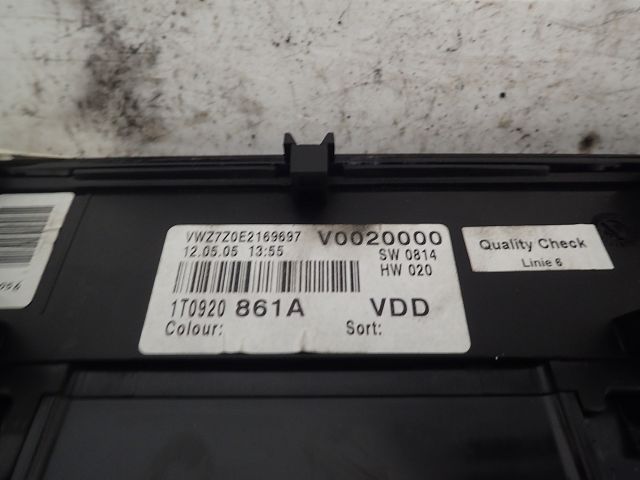 VWZ7Z0E2169697 V0020000
12.05.05 13:55 SW 0814
HW 020
1T0920 861A VDD
Colour: Sort:
Quality Check
Linie 6